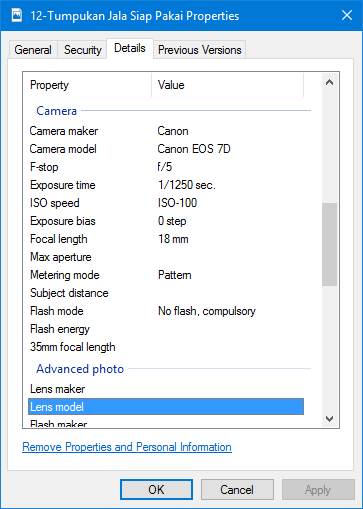 12-Tumpukan Jala Siap Pakai Properties
General Security Details Previous Versions
Property Value
Camera
Camera maker Canon
Camera model Canon EOS 7D
F-stop f/5
Exposure time 1/1250 sec.
ISO speed ISO-100
Exposure bias 0 step
Focal length 18 mm
Max aperture
Metering mode Pattern
Subject distance
Flash mode No flash, compulsory
Flash energy
35mm focal length
Advanced photo
Lens maker
Lens model
Flash maker
Remove Properties and Personal Information
OK Cancel Apply